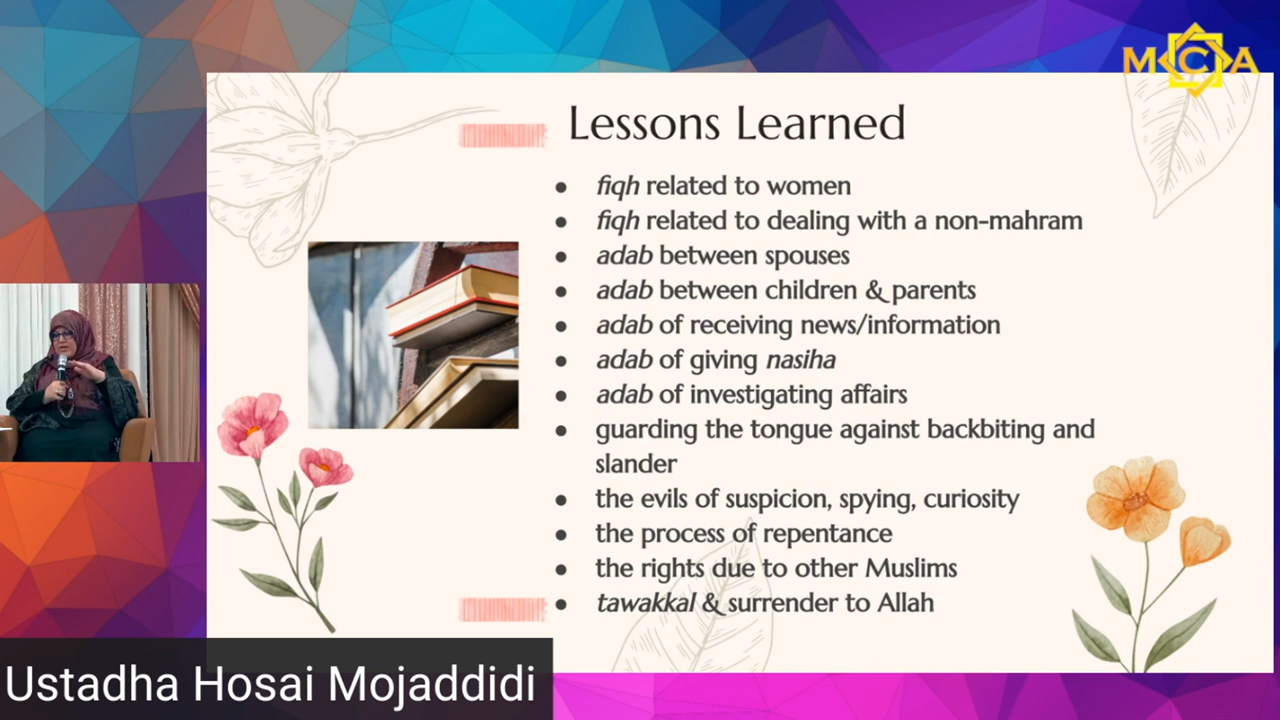 MCA
Lessons Learned
● fiqh related to women
● fiqh related to dealing with a non-mahram
● adab between spouses
● adab between children & parents
● adab of receiving news/information
● adab of giving nasiha
● adab of investigating affairs
● guarding the tongue against backbiting and
slander
● the evils of suspicion, spying, curiosity
● the process of repentance
● the rights due to other Muslims
● tawakkal & surrender to Allah
Ustadha Hosai Mojaddidi